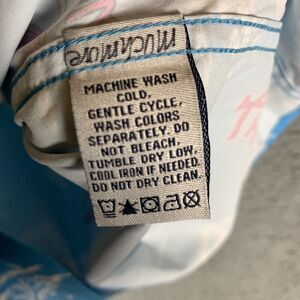 muchmore
MACHINE WASH
COLD,
GENTLE CYCLE,
WASH COLORS
SEPARATELY. DO
NOT BLEACH.
TUMBLE DRY LOW.
COOL IRON IF NEEDED.
DO NOT DRY CLEAN.